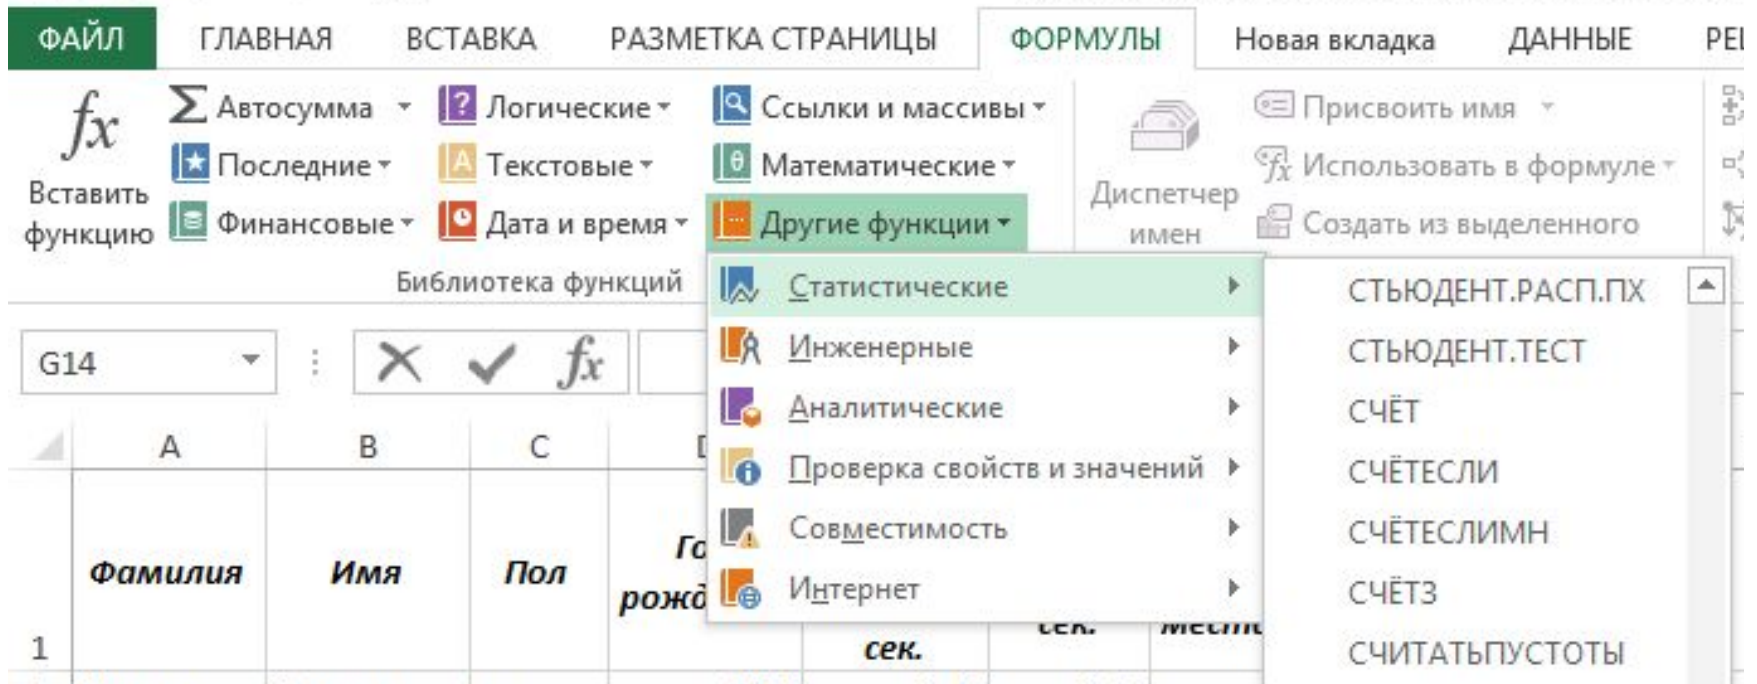 ФАЙЛ ГЛАВНАЯ ВСТАВКА РАЗМЕТКА СТРАНИЦЫ ФОРМУЛЫ Новая вкладка ДАННЫЕ
fx Вставить функцию
Автосумма Логические Ссылки и массивы
Последние Текстовые Математические
Финансовые Дата и время Другие функции
Библиотека функций
Диспетчер имен
Присвоить имя
Использовать в формуле
Создать из выделенного
Статистические
Инженерные
Аналитические
Проверка свойств и значений
Совместимость
Интернет
СТЬЮДЕНТ.РАСП.ПХ
СТЬЮДЕНТ.ТЕСТ
СЧЁТ
СЧЁТЕСЛИ
СЧЁТЕСЛИМН
СЧЁТЗ
СЧИТАТЬПУСТОТЫ
G14 fx
A B C
1 Фамилия Имя Пол
сек. сек.